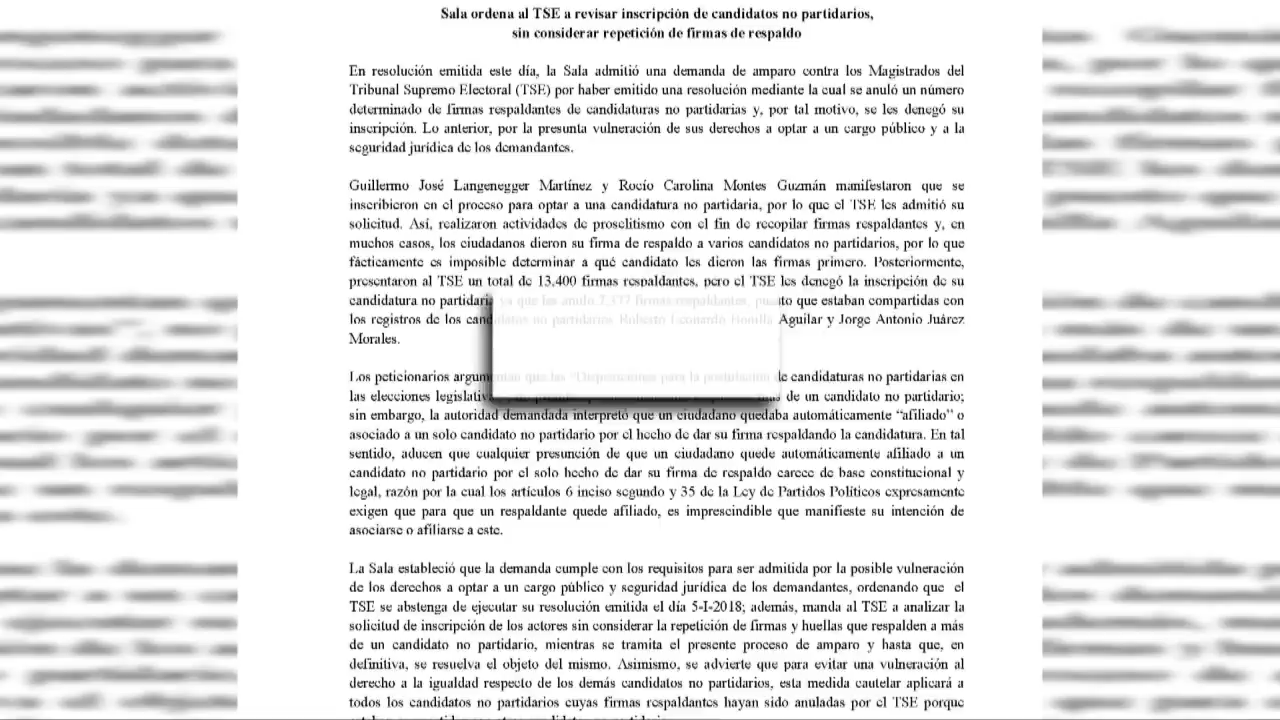 Sala ordena al TSE a revisar inscripción de candidatos no partidarios,
sin considerar repetición de firmas de respaldo
En resolución emitida este día, la Sala admitió una demanda de amparo contra los Magistrados del
Tribunal Supremo Electoral (TSE) por haber emitido una resolución mediante la cual se anuló un número
determinado de firmas respaldantes de candidaturas no partidarias y, por tal motivo, se les denegó su
inscripción. Lo anterior, por la presunta vulneración de sus derechos a optar a un cargo público y a la
seguridad jurídica de los demandantes.
Guillermo José Langenegger Martínez y Rocío Carolina Montes Guzmán manifestaron que se
inscribieron en el proceso para optar a una candidatura no partidaria, por lo que el TSE les admitió su
solicitud. Así, realizaron actividades de proselitismo con el fin de recopilar firmas respaldantes y, en
muchos casos, los ciudadanos dieron su firma de respaldo a varios candidatos no partidarios, por lo que
fácticamente es imposible determinar a qué candidato les dieron las firmas primero. Posteriormente,
presentaron al TSE un total de 13,400 firmas respaldantes, pero el TSE les denegó la inscripción de su
candidatura no partidaria ya que les anuló firmas respaldantes, puesto que estaban compartidas con
los registros de los candidatos no partidarios Roberto Leonardo Bonilla Aguilar y Jorge Antonio Juárez
Morales.
Los peticionarios argumentan que las “Disposiciones para la postulación de candidaturas no partidarias en
las elecciones legislativas de un candidato no partidario;
sin embargo, la autoridad demandada interpretó que un ciudadano quedaba automáticamente “afiliado” o
asociado a un solo candidato no partidario por el hecho de dar su firma respaldando la candidatura. En tal
sentido, aducen que cualquier presunción de que un ciudadano quede automáticamente afiliado a un
candidato no partidario por el solo hecho de dar su firma de respaldo carece de base constitucional y
legal, razón por la cual los artículos 6 inciso segundo y 35 de la Ley de Partidos Políticos expresamente
exigen que para que un respaldante quede afiliado, es imprescindible que manifieste su intención de
asociarse o afiliarse a este.
La Sala estableció que la demanda cumple con los requisitos para ser admitida por la posible vulneración
de los derechos a optar a un cargo público y seguridad jurídica de los demandantes, ordenando que el
TSE se abstenga de ejecutar su resolución emitida el día 5-I-2018; además, manda al TSE a analizar la
solicitud de inscripción de los actores sin considerar la repetición de firmas y huellas que respalden a más
de un candidato no partidario, mientras se tramita el presente proceso de amparo y hasta que, en
definitiva, se resuelva el objeto del mismo. Asimismo, se advierte que para evitar una vulneración al
derecho a la igualdad respecto de los demás candidatos no partidarios, esta medida cautelar aplicará a
todos los candidatos no partidarios cuyas firmas respaldantes hayan sido anuladas por el TSE porque